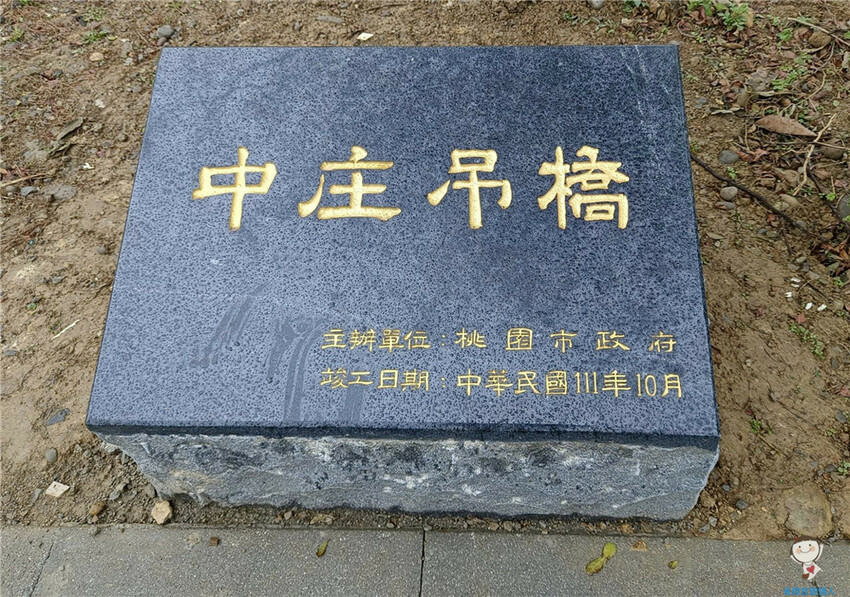 中庄吊橋
主辦單位：桃園市政府
竣工日期：中華民國111年10月